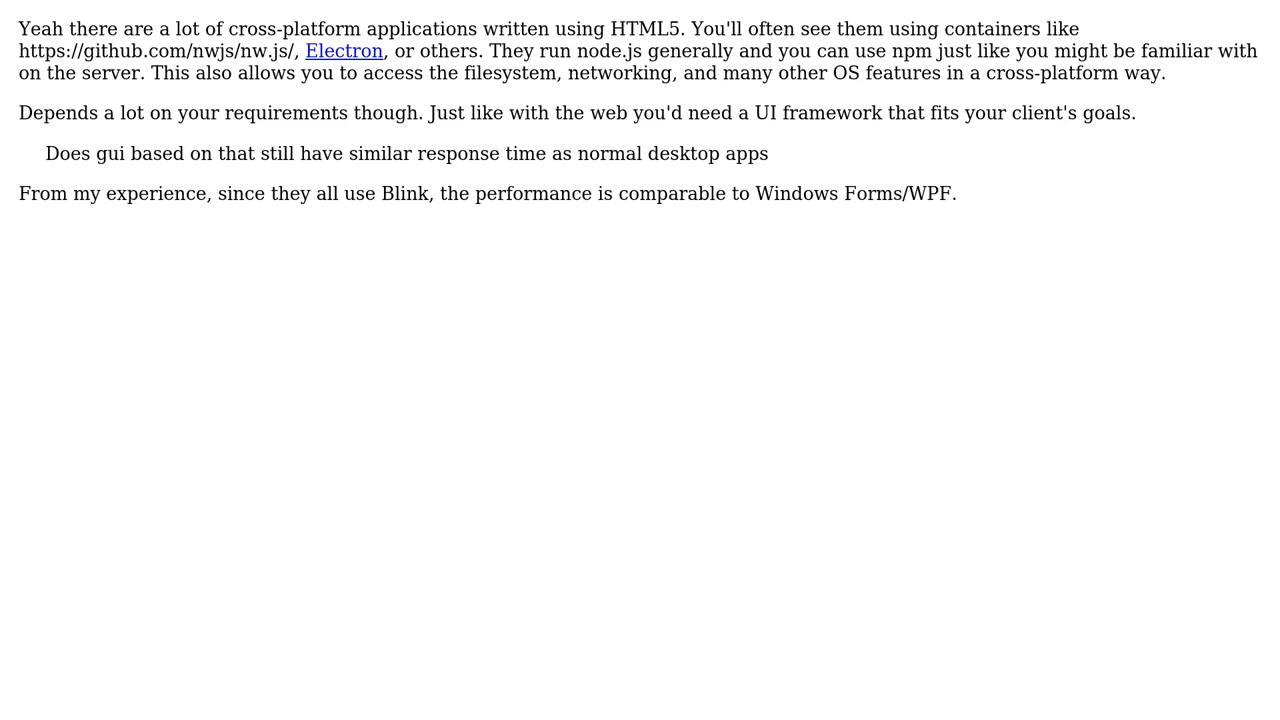 Yeah there are a lot of cross-platform applications written using HTML5. You'll often see them using containers like
https://github.com/nwjs/nw.js/, Electron, or others. They run node.js generally and you can use npm just like you might be familiar with
on the server. This also allows you to access the filesystem, networking, and many other OS features in a cross-platform way.
Depends a lot on your requirements though. Just like with the web you'd need a UI framework that fits your client's goals.
Does gui based on that still have similar response time as normal desktop apps
From my experience, since they all use Blink, the performance is comparable to Windows Forms/WPF.